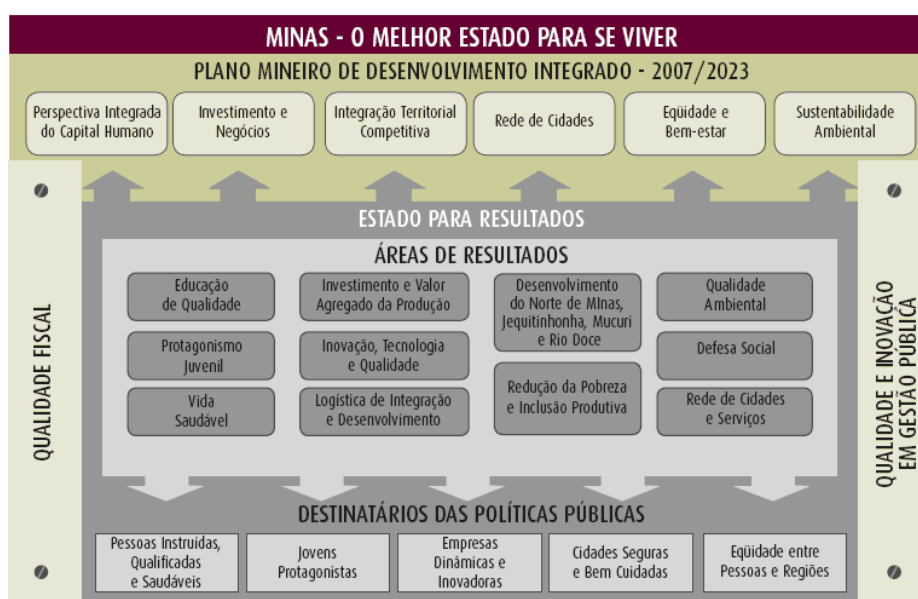 MINAS - O MELHOR ESTADO PARA SE VIVER
PLANO MINEIRO DE DESENVOLVIMENTO INTEGRADO - 2007/2023
Perspectiva Integrada
do Capital Humano
Investimento e
Negócios
Integração Territorial
Competitiva
Rede de Cidades
Eqüidade e
Bem-estar
Sustentabilidade
Ambiental
QUALIDADE FISCAL
ESTADO PARA RESULTADOS
ÁREAS DE RESULTADOS
Educação
de Qualidade
Protagonismo
Juvenil
Vida
Saudável
Investimento e Valor
Agregado da Produção
Inovação, Tecnologia
e Qualidade
Logística de Integração
e Desenvolvimento
Desenvolvimento
do Norte de MInas,
Jequitinhonha, Mucuri
e Rio Doce
Redução da Pobreza
e Inclusão Produtiva
Qualidade
Ambiental
Defesa Social
Rede de Cidades
e Serviços
QUALIDADE E INOVAÇÃO
EM GESTÃO PÚBLICA
DESTINATÁRIOS DAS POLÍTICAS PÚBLICAS
Pessoas Instruídas,
Qualificadas
e Saudáveis
Jovens
Protagonistas
Empresas
Dinâmicas e
Inovadoras
Cidades Seguras
e Bem Cuidadas
Eqüidade entre
Pessoas e Regiões